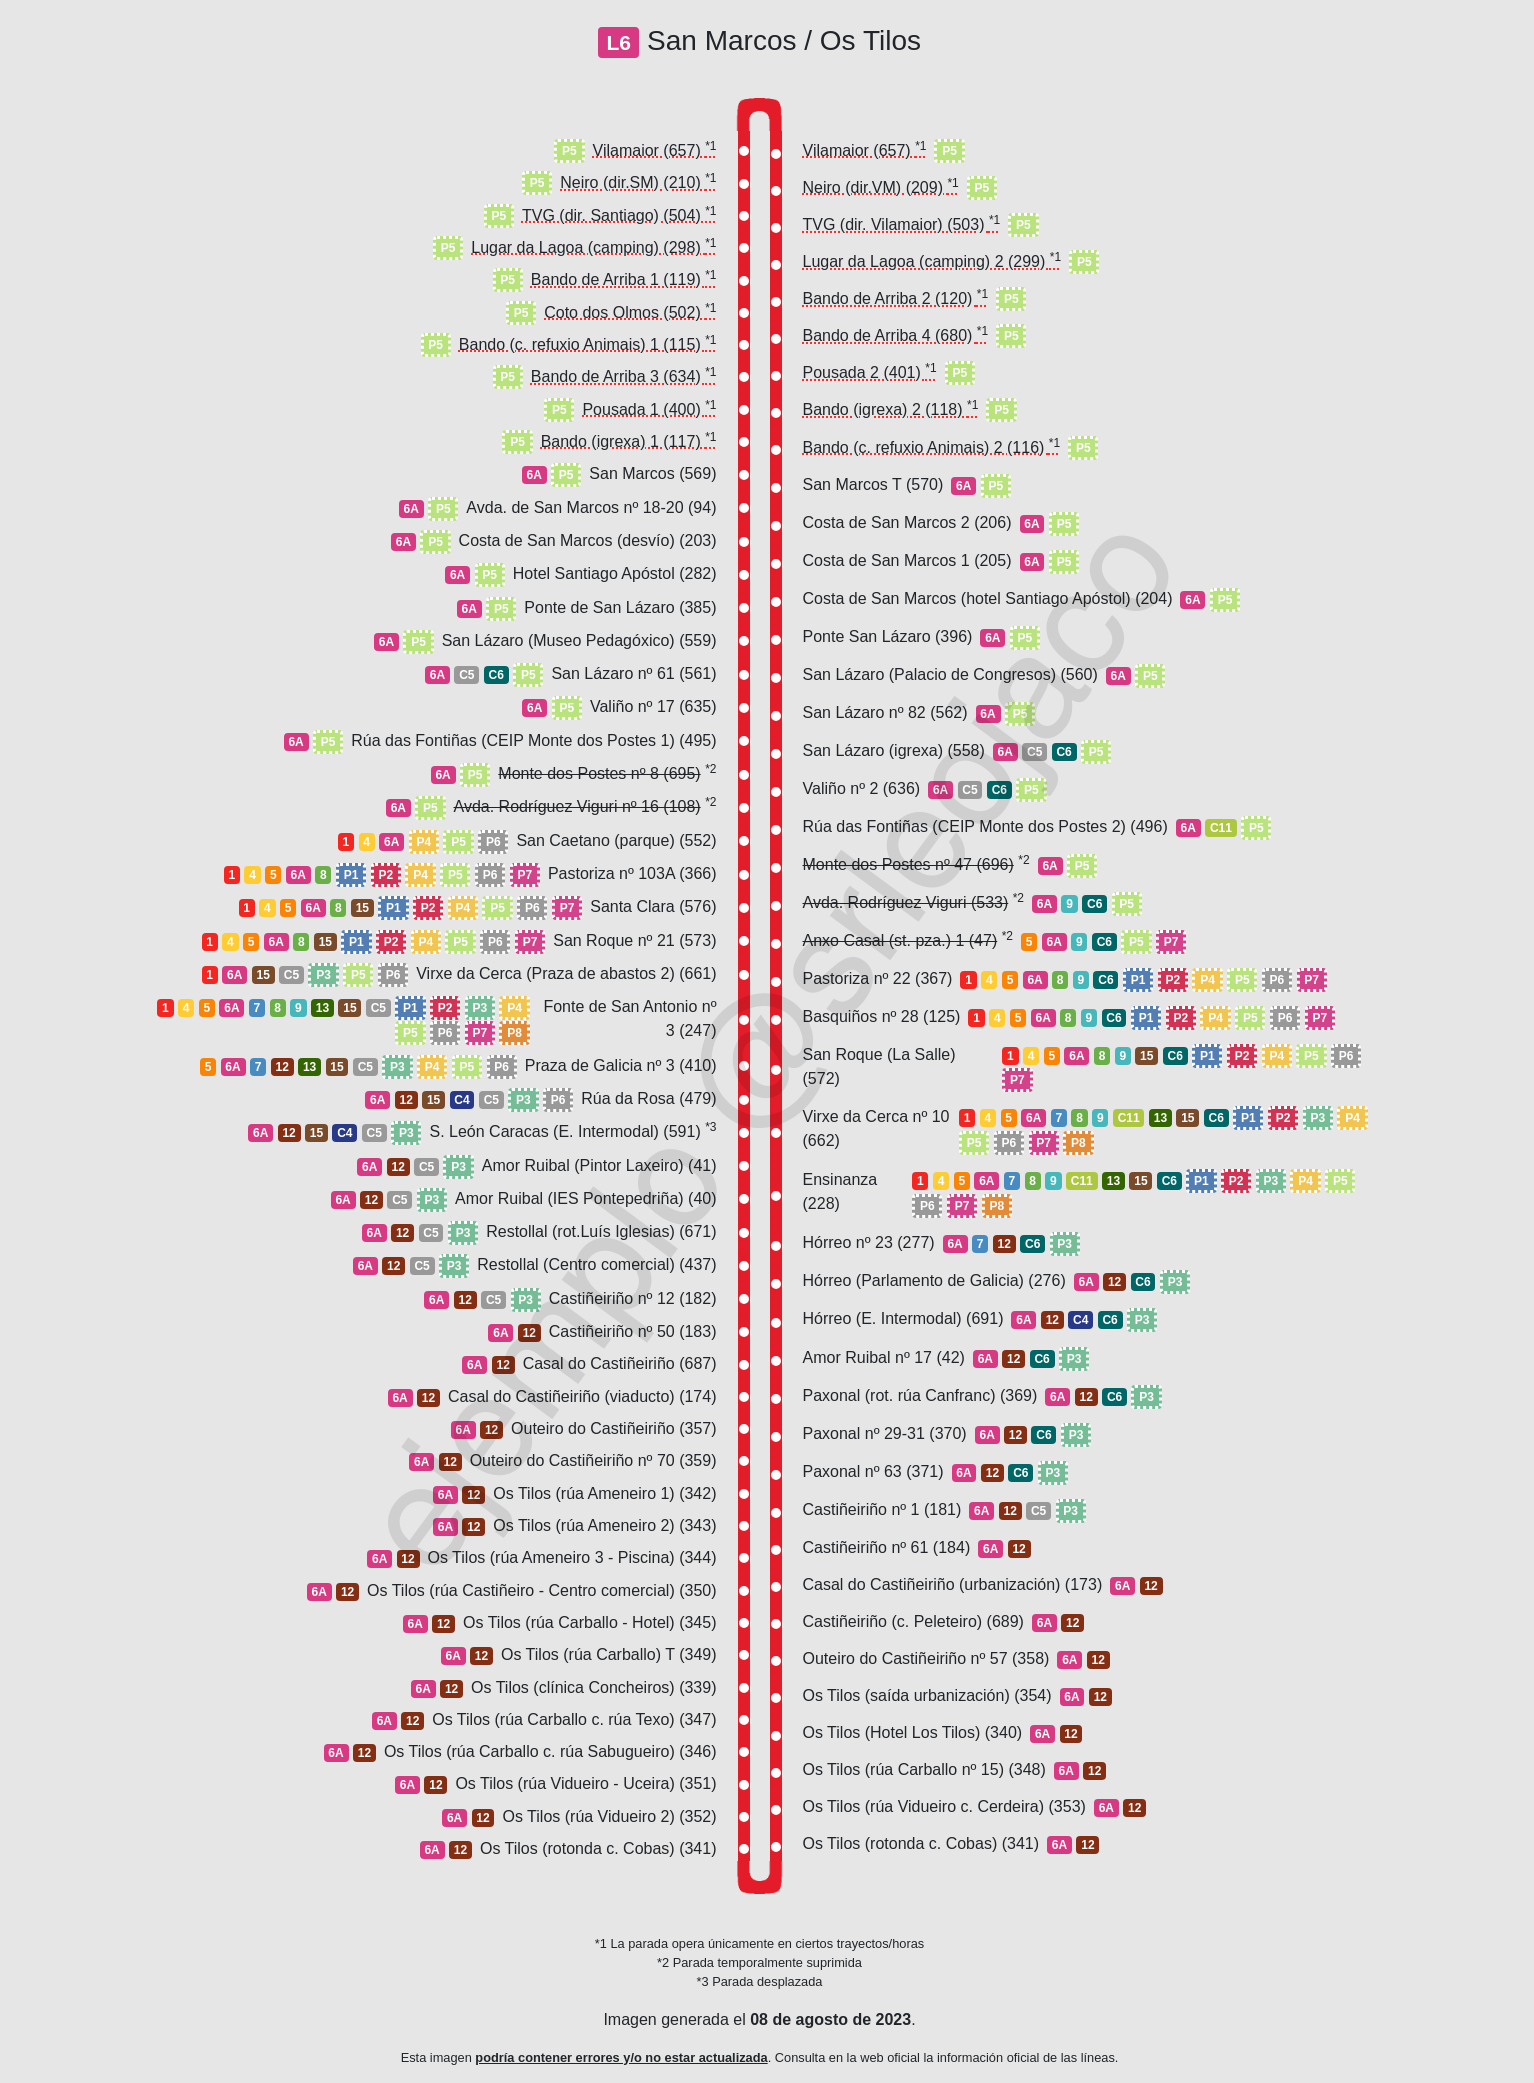 L6 San Marcos / Os Tilos
P5 Vilamaior (657) *1
P5 Neiro (dir.SM) (210) *1
P5 TVG (dir. Santiago) (504) *1
P5 Lugar da Lagoa (camping) (298) *1
P5 Bando de Arriba 1 (119) *1
P5 Coto dos Olmos (502) *1
P5 Bando (c. refuxio Animais) 1 (115) *1
P5 Bando de Arriba 3 (634) *1
P5 Pousada 1 (400) *1
P5 Bando (igrexa) 1 (117) *1
6A P5 San Marcos (569)
6A P5 Avda. de San Marcos nº 18-20 (94)
6A P5 Costa de San Marcos (desvío) (203)
6A P5 Hotel Santiago Apóstol (282)
6A P5 Ponte de San Lázaro (385)
6A P5 San Lázaro (Museo Pedagóxico) (559)
6A C5 C6 P5 San Lázaro nº 61 (561)
6A P5 Valiño nº 17 (635)
6A P5 Rúa das Fontiñas (CEIP Monte dos Postes 1) (495)
6A P5 Monte dos Postes nº 8 (695) *2
6A P5 Avda. Rodríguez Viguri nº 16 (108) *2
1 4 6A P4 P5 P6 San Caetano (parque) (552)
1 4 5 6A 8 P1 P2 P4 P5 P6 P7 Pastoriza nº 103A (366)
1 4 5 6A 8 15 P1 P2 P4 P5 P6 P7 Santa Clara (576)
1 4 5 6A 8 15 P1 P2 P4 P5 P6 P7 San Roque nº 21 (573)
1 6A 15 C5 P3 P5 P6 Virxe da Cerca (Praza de abastos 2) (661)
1 4 5 6A 7 8 9 13 15 C5 P1 P2 P3 P4 Fonte de San Antonio nº
P5 P6 P7 P8 3 (247)
5 6A 7 12 13 15 C5 P3 P4 P5 P6 Praza de Galicia nº 3 (410)
6A 12 15 C4 C5 P3 P6 Rúa da Rosa (479)
6A 12 15 C4 C5 P3 S. León Caracas (E. Intermodal) (591) *3
6A 12 C5 P3 Amor Ruibal (Pintor Laxeiro) (41)
6A 12 C5 P3 Amor Ruibal (IES Pontepedriña) (40)
6A 12 C5 P3 Restollal (rot.Luís Iglesias) (671)
6A 12 C5 P3 Restollal (Centro comercial) (437)
6A 12 C5 P3 Castiñeiriño nº 12 (182)
6A 12 Castiñeiriño nº 50 (183)
6A 12 Casal do Castiñeiriño (687)
6A 12 Casal do Castiñeiriño (viaducto) (174)
6A 12 Outeiro do Castiñeiriño (357)
6A 12 Outeiro do Castiñeiriño nº 70 (359)
6A 12 Os Tilos (rúa Ameneiro 1) (342)
6A 12 Os Tilos (rúa Ameneiro 2) (343)
6A 12 Os Tilos (rúa Ameneiro 3 - Piscina) (344)
6A 12 Os Tilos (rúa Castiñeiro - Centro comercial) (350)
6A 12 Os Tilos (rúa Carballo - Hotel) (345)
6A 12 Os Tilos (rúa Carballo) T (349)
6A 12 Os Tilos (clínica Concheiros) (339)
6A 12 Os Tilos (rúa Carballo c. rúa Texo) (347)
6A 12 Os Tilos (rúa Carballo c. rúa Sabugueiro) (346)
6A 12 Os Tilos (rúa Vidueiro - Uceira) (351)
6A 12 Os Tilos (rúa Vidueiro 2) (352)
6A 12 Os Tilos (rotonda c. Cobas) (341)
Vilamaior (657) *1 P5
Neiro (dir.VM) (209) *1 P5
TVG (dir. Vilamaior) (503) *1 P5
Lugar da Lagoa (camping) 2 (299) *1 P5
Bando de Arriba 2 (120) *1 P5
Bando de Arriba 4 (680) *1 P5
Pousada 2 (401) *1 P5
Bando (igrexa) 2 (118) *1 P5
Bando (c. refuxio Animais) 2 (116) *1 P5
San Marcos T (570) 6A P5
Costa de San Marcos 2 (206) 6A P5
Costa de San Marcos 1 (205) 6A P5
Costa de San Marcos (hotel Santiago Apóstol) (204) 6A P5
Ponte San Lázaro (396) 6A P5
San Lázaro (Palacio de Congresos) (560) 6A P5
San Lázaro nº 82 (562) 6A P5
San Lázaro (igrexa) (558) 6A C5 C6 P5
Valiño nº 2 (636) 6A C5 C6 P5
Rúa das Fontiñas (CEIP Monte dos Postes 2) (496) 6A C11 P5
Monte dos Postes nº 47 (696) *2 6A P5
Avda. Rodríguez Viguri (533) *2 6A 9 C6 P5
Anxo Casal (st. pza.) 1 (47) *2 5 6A 9 C6 P5 P7
Pastoriza nº 22 (367) 1 4 5 6A 8 9 C6 P1 P2 P4 P5 P6 P7
Basquiños nº 28 (125) 1 4 5 6A 8 9 C6 P1 P2 P4 P5 P6 P7
San Roque (La Salle) 1 4 5 6A 8 9 15 C6 P1 P2 P4 P5 P6
(572) P7
Virxe da Cerca nº 10 1 4 5 6A 7 8 9 C11 13 15 C6 P1 P2 P3 P4
(662) P5 P6 P7 P8
Ensinanza 1 4 5 6A 7 8 9 C11 13 15 C6 P1 P2 P3 P4 P5
(228) P6 P7 P8
Hórreo nº 23 (277) 6A 7 12 C6 P3
Hórreo (Parlamento de Galicia) (276) 6A 12 C6 P3
Hórreo (E. Intermodal) (691) 6A 12 C4 C6 P3
Amor Ruibal nº 17 (42) 6A 12 C6 P3
Paxonal (rot. rúa Canfranc) (369) 6A 12 C6 P3
Paxonal nº 29-31 (370) 6A 12 C6 P3
Paxonal nº 63 (371) 6A 12 C6 P3
Castiñeiriño nº 1 (181) 6A 12 C5 P3
Castiñeiriño nº 61 (184) 6A 12
Casal do Castiñeiriño (urbanización) (173) 6A 12
Castiñeiriño (c. Peleteiro) (689) 6A 12
Outeiro do Castiñeiriño nº 57 (358) 6A 12
Os Tilos (saída urbanización) (354) 6A 12
Os Tilos (Hotel Los Tilos) (340) 6A 12
Os Tilos (rúa Carballo nº 15) (348) 6A 12
Os Tilos (rúa Vidueiro c. Cerdeira) (353) 6A 12
Os Tilos (rotonda c. Cobas) (341) 6A 12
ejemplo @srleojaco
*1 La parada opera únicamente en ciertos trayectos/horas
*2 Parada temporalmente suprimida
*3 Parada desplazada
Imagen generada el 08 de agosto de 2023.
Esta imagen podría contener errores y/o no estar actualizada. Consulta en la web oficial la información oficial de las líneas.